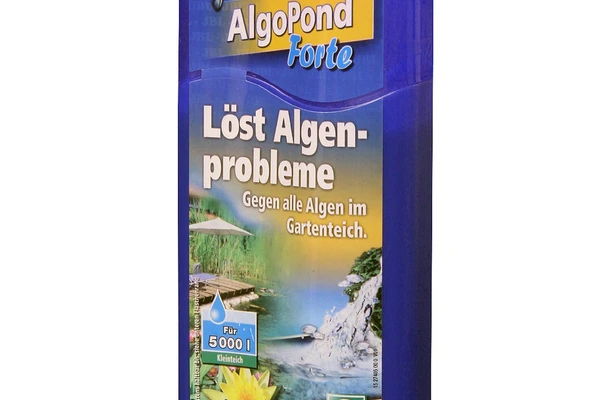 AlgoPond
Forte
Löst Algen-
probleme
Gegen alle Algen im
Gartenteich.
Für
5000 l
Kleinteich